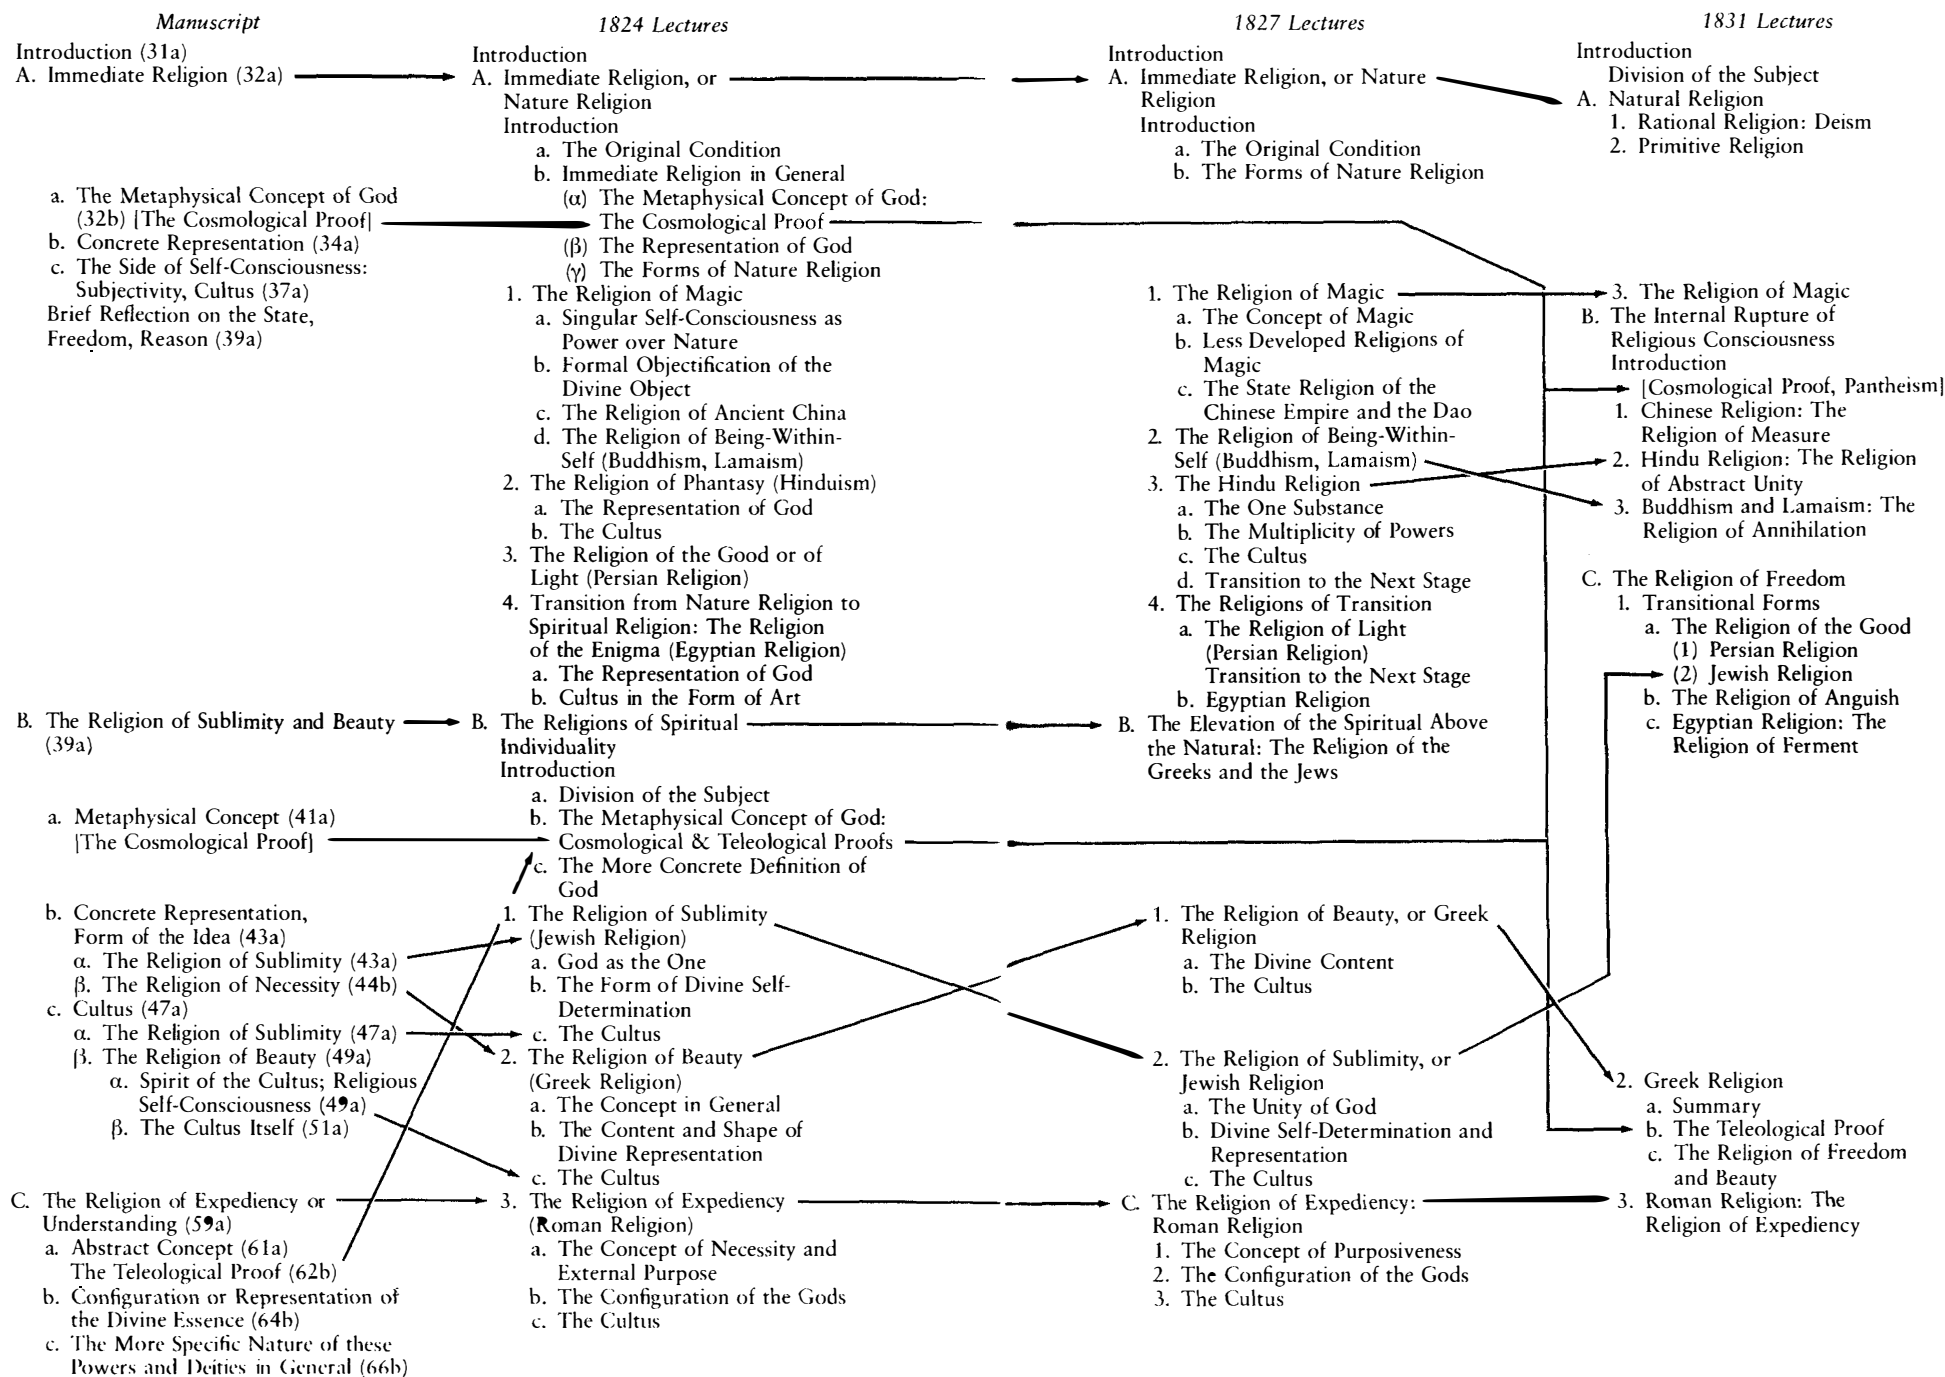 Manuscript
Introduction (31a)
A. Immediate Religion (32a)
a. The Metaphysical Concept of God
(32b) [The Cosmological Proof]
b. Concrete Representation (34a)
c. The Side of Self-Consciousness:
Subjectivity, Cultus (37a)
Brief Reflection on the State,
Freedom, Reason (39a)
B. The Religion of Sublimity and Beauty
(39a)
a. Metaphysical Concept (41a)
[The Cosmological Proof]
b. Concrete Representation,
Form of the Idea (43a)
α. The Religion of Sublimity (43a)
β. The Religion of Necessity (44b)
c. Cultus (47a)
α. The Religion of Sublimity (47a)
β. The Religion of Beauty (49a)
α. Spirit of the Cultus; Religious
Self-Consciousness (49a)
β. The Cultus Itself (51a)
C. The Religion of Expediency or
Understanding (59a)
a. Abstract Concept (61a)
The Teleological Proof (62b)
b. Configuration or Representation of
the Divine Essence (64b)
c. The More Specific Nature of these
Powers and Deities in General (66b)
1824 Lectures
Introduction
A. Immediate Religion, or
Nature Religion
Introduction
a. The Original Condition
b. Immediate Religion in General
(α) The Metaphysical Concept of God:
The Cosmological Proof
(β) The Representation of God
(γ) The Forms of Nature Religion
1. The Religion of Magic
a. Singular Self-Consciousness as
Power over Nature
b. Formal Objectification of the
Divine Object
c. The Religion of Ancient China
d. The Religion of Being-Within-
Self (Buddhism, Lamaism)
2. The Religion of Phantasy (Hinduism)
a. The Representation of God
b. The Cultus
3. The Religion of the Good or of
Light (Persian Religion)
4. Transition from Nature Religion to
Spiritual Religion: The Religion
of the Enigma (Egyptian Religion)
a. The Representation of God
b. Cultus in the Form of Art
B. The Religions of Spiritual
Individuality
Introduction
a. Division of the Subject
b. The Metaphysical Concept of God:
Cosmological & Teleological Proofs
c. The More Concrete Definition of
God
1. The Religion of Sublimity
(Jewish Religion)
a. God as the One
b. The Form of Divine Self-
Determination
c. The Cultus
2. The Religion of Beauty
(Greek Religion)
a. The Concept in General
b. The Content and Shape of
Divine Representation
c. The Cultus
3. The Religion of Expediency
(Roman Religion)
a. The Concept of Necessity and
External Purpose
b. The Configuration of the Gods
c. The Cultus
1827 Lectures
Introduction
A. Immediate Religion, or Nature
Religion
Introduction
a. The Original Condition
b. The Forms of Nature Religion
1. The Religion of Magic
a. The Concept of Magic
b. Less Developed Religions of
Magic
c. The State Religion of the
Chinese Empire and the Dao
2. The Religion of Being-Within-
Self (Buddhism, Lamaism)
3. The Hindu Religion
a. The One Substance
b. The Multiplicity of Powers
c. The Cultus
d. Transition to the Next Stage
4. The Religions of Transition
a. The Religion of Light
(Persian Religion)
Transition to the Next Stage
b. Egyptian Religion
B. The Elevation of the Spiritual Above
the Natural: The Religion of the
Greeks and the Jews
1. The Religion of Beauty, or Greek
Religion
a. The Divine Content
b. The Cultus
2. The Religion of Sublimity, or
Jewish Religion
a. The Unity of God
b. Divine Self-Determination and
Representation
c. The Cultus
C. The Religion of Expediency:
Roman Religion
1. The Concept of Purposiveness
2. The Configuration of the Gods
3. The Cultus
1831 Lectures
Introduction
Division of the Subject
A. Natural Religion
1. Rational Religion: Deism
2. Primitive Religion
3. The Religion of Magic
B. The Internal Rupture of
Religious Consciousness
Introduction
[Cosmological Proof, Pantheism]
1. Chinese Religion: The
Religion of Measure
2. Hindu Religion: The Religion
of Abstract Unity
3. Buddhism and Lamaism: The
Religion of Annihilation
C. The Religion of Freedom
1. Transitional Forms
a. The Religion of the Good
(1) Persian Religion
(2) Jewish Religion
b. The Religion of Anguish
c. Egyptian Religion: The
Religion of Ferment
2. Greek Religion
a. Summary
b. The Teleological Proof
c. The Religion of Freedom
and Beauty
3. Roman Religion: The
Religion of Expediency